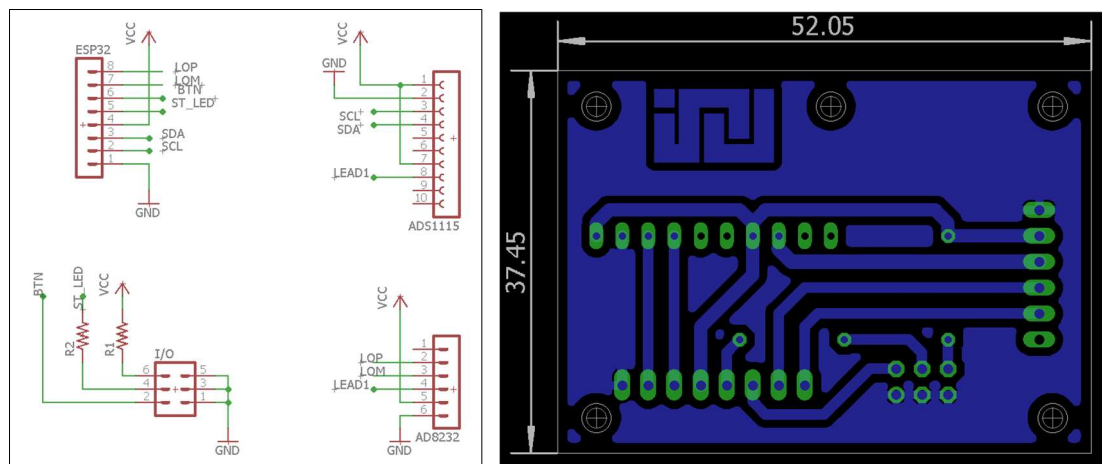 VCC
ESP32
8 LOP
7 LOM
6 BTN
5 ST_LED
4
3 SDA
2 SCL
1
GND
VCC
GND
1
2
3 SCL
4 SDA
5
6
7
8 LEAD1
9
10
ADS1115
BTN
ST_LED
VCC
R2
R1
I/O
6 5
4 3
2 1
GND
VCC
1
2 LOP
3 LOM
4 LEAD1
5
6
GND
AD8232
52.05
37.45